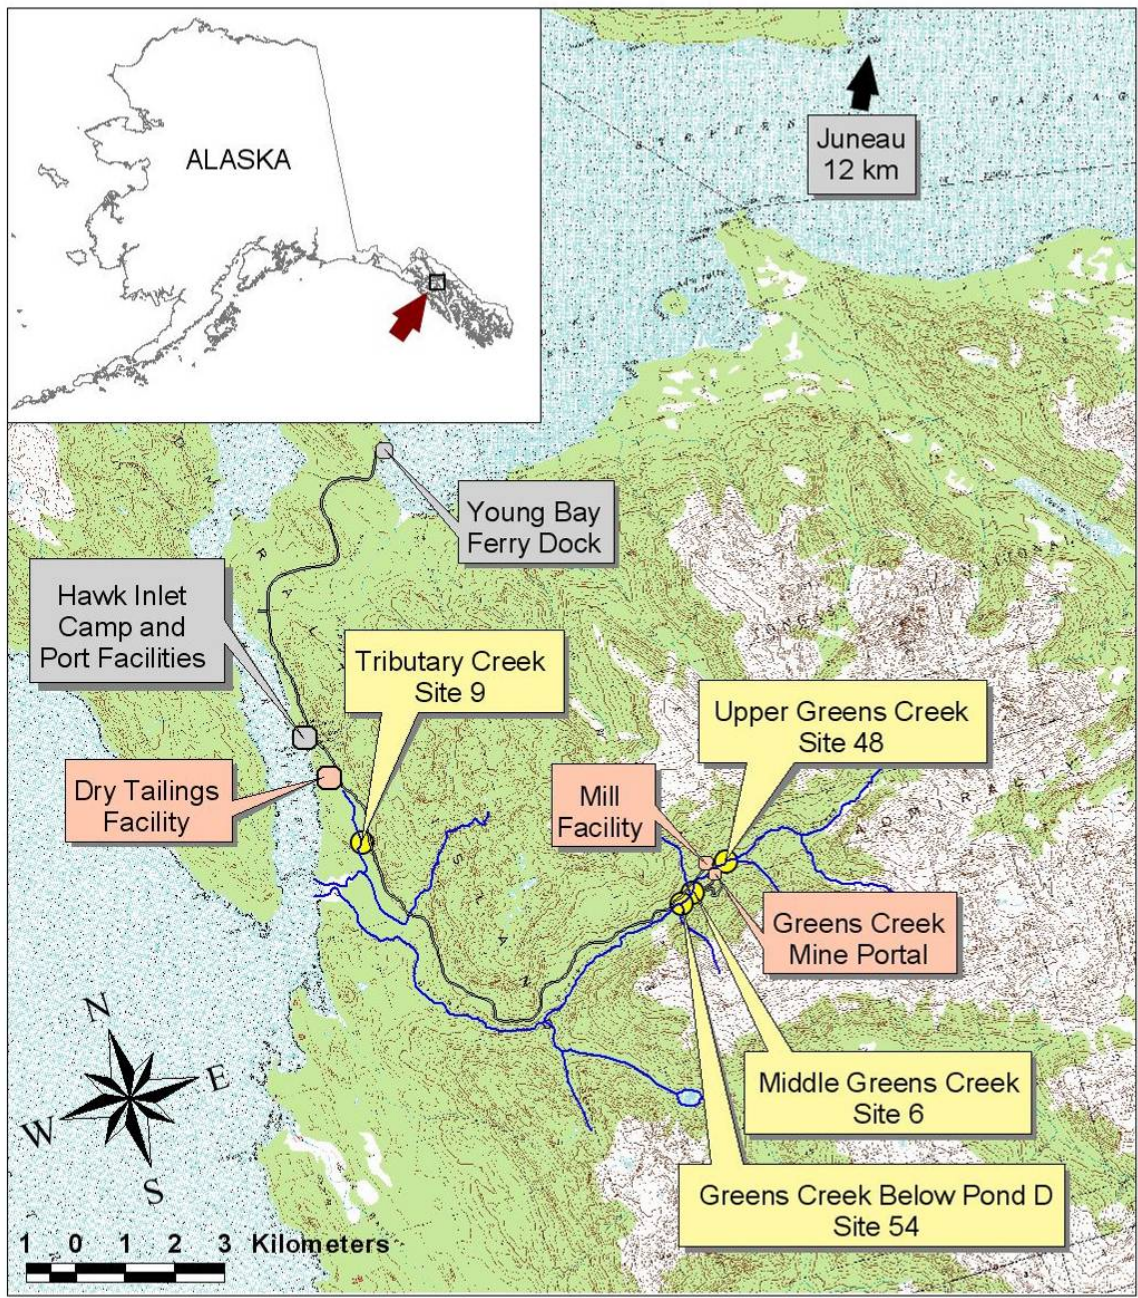 ALASKA
Juneau
12 km
Young Bay
Ferry Dock
Hawk Inlet
Camp and
Port Facilities
Tributary Creek
Site 9
Upper Greens Creek
Site 48
Dry Tailings
Facility
Mill
Facility
Greens Creek
Mine Portal
Middle Greens Creek
Site 6
Greens Creek Below Pond D
Site 54
N
E
W
S
1 0 1 2 3 Kilometers